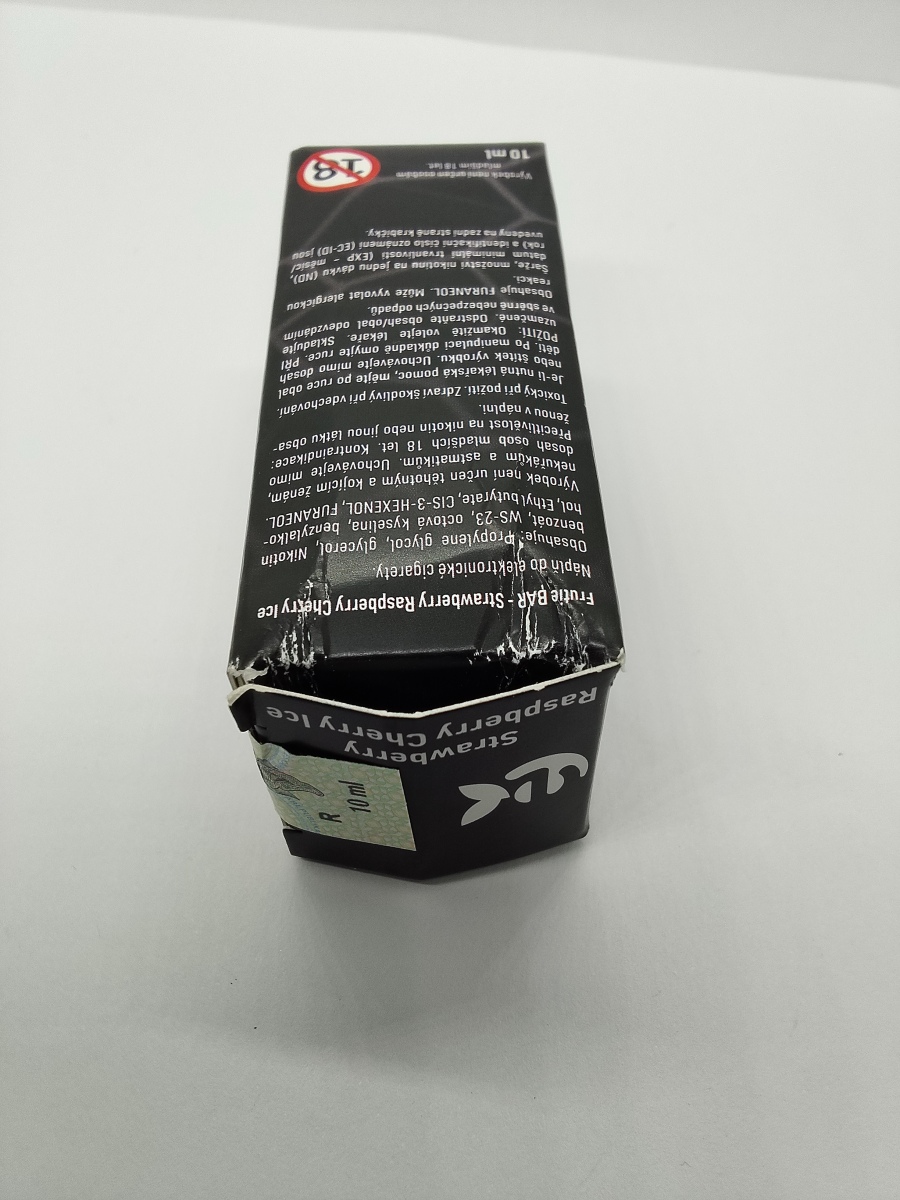 Frutie BAR - Strawberry Raspberry Cherry Ice
Náplň do elektronické cigarety.
Obsahuje: Propylene glycol, glycerol, Nikotin
benzoát, WS-23, octová kyselina, benzylalko-
hol, Ethyl butyrate, CIS-3-HEXENOL, FURANEOL.
Výrobek není určen těhotným a kojícím ženám,
nekuřákům a astmatikům. Uchovávejte mimo
dosah osob mladších 18 let. Kontraindikace:
Přecitlivělost na nikotin nebo jinou látku obsa-
ženou v náplni.
Toxický při požití. Zdraví škodlivý při vdechování.
Je-li nutná lékařská pomoc, mějte po ruce obal
nebo štítek výrobku. Uchovávejte mimo dosah
dětí. Po manipulaci důkladně omyjte ruce. PŘI
POŽITÍ: Okamžitě volejte lékaře. Skladujte
uzamčené. Odstraňte obsah/obal odevzdáním
ve sběrně nebezpečných odpadů.
Obsahuje FURANEOL. Může vyvolat alergickou
reakci.
Šarže, množství nikotinu na jednu dávku (ND),
datum minimální trvanlivosti (EXP - měsíc/
rok) a identifikační číslo oznámení (EC-ID) jsou
uvedeny na zadní straně krabičky.
Výrobek není určen osobám
mladším 18 let.
10 ml
18
Strawberry
Raspberry Cherry Ice
R
10 ml